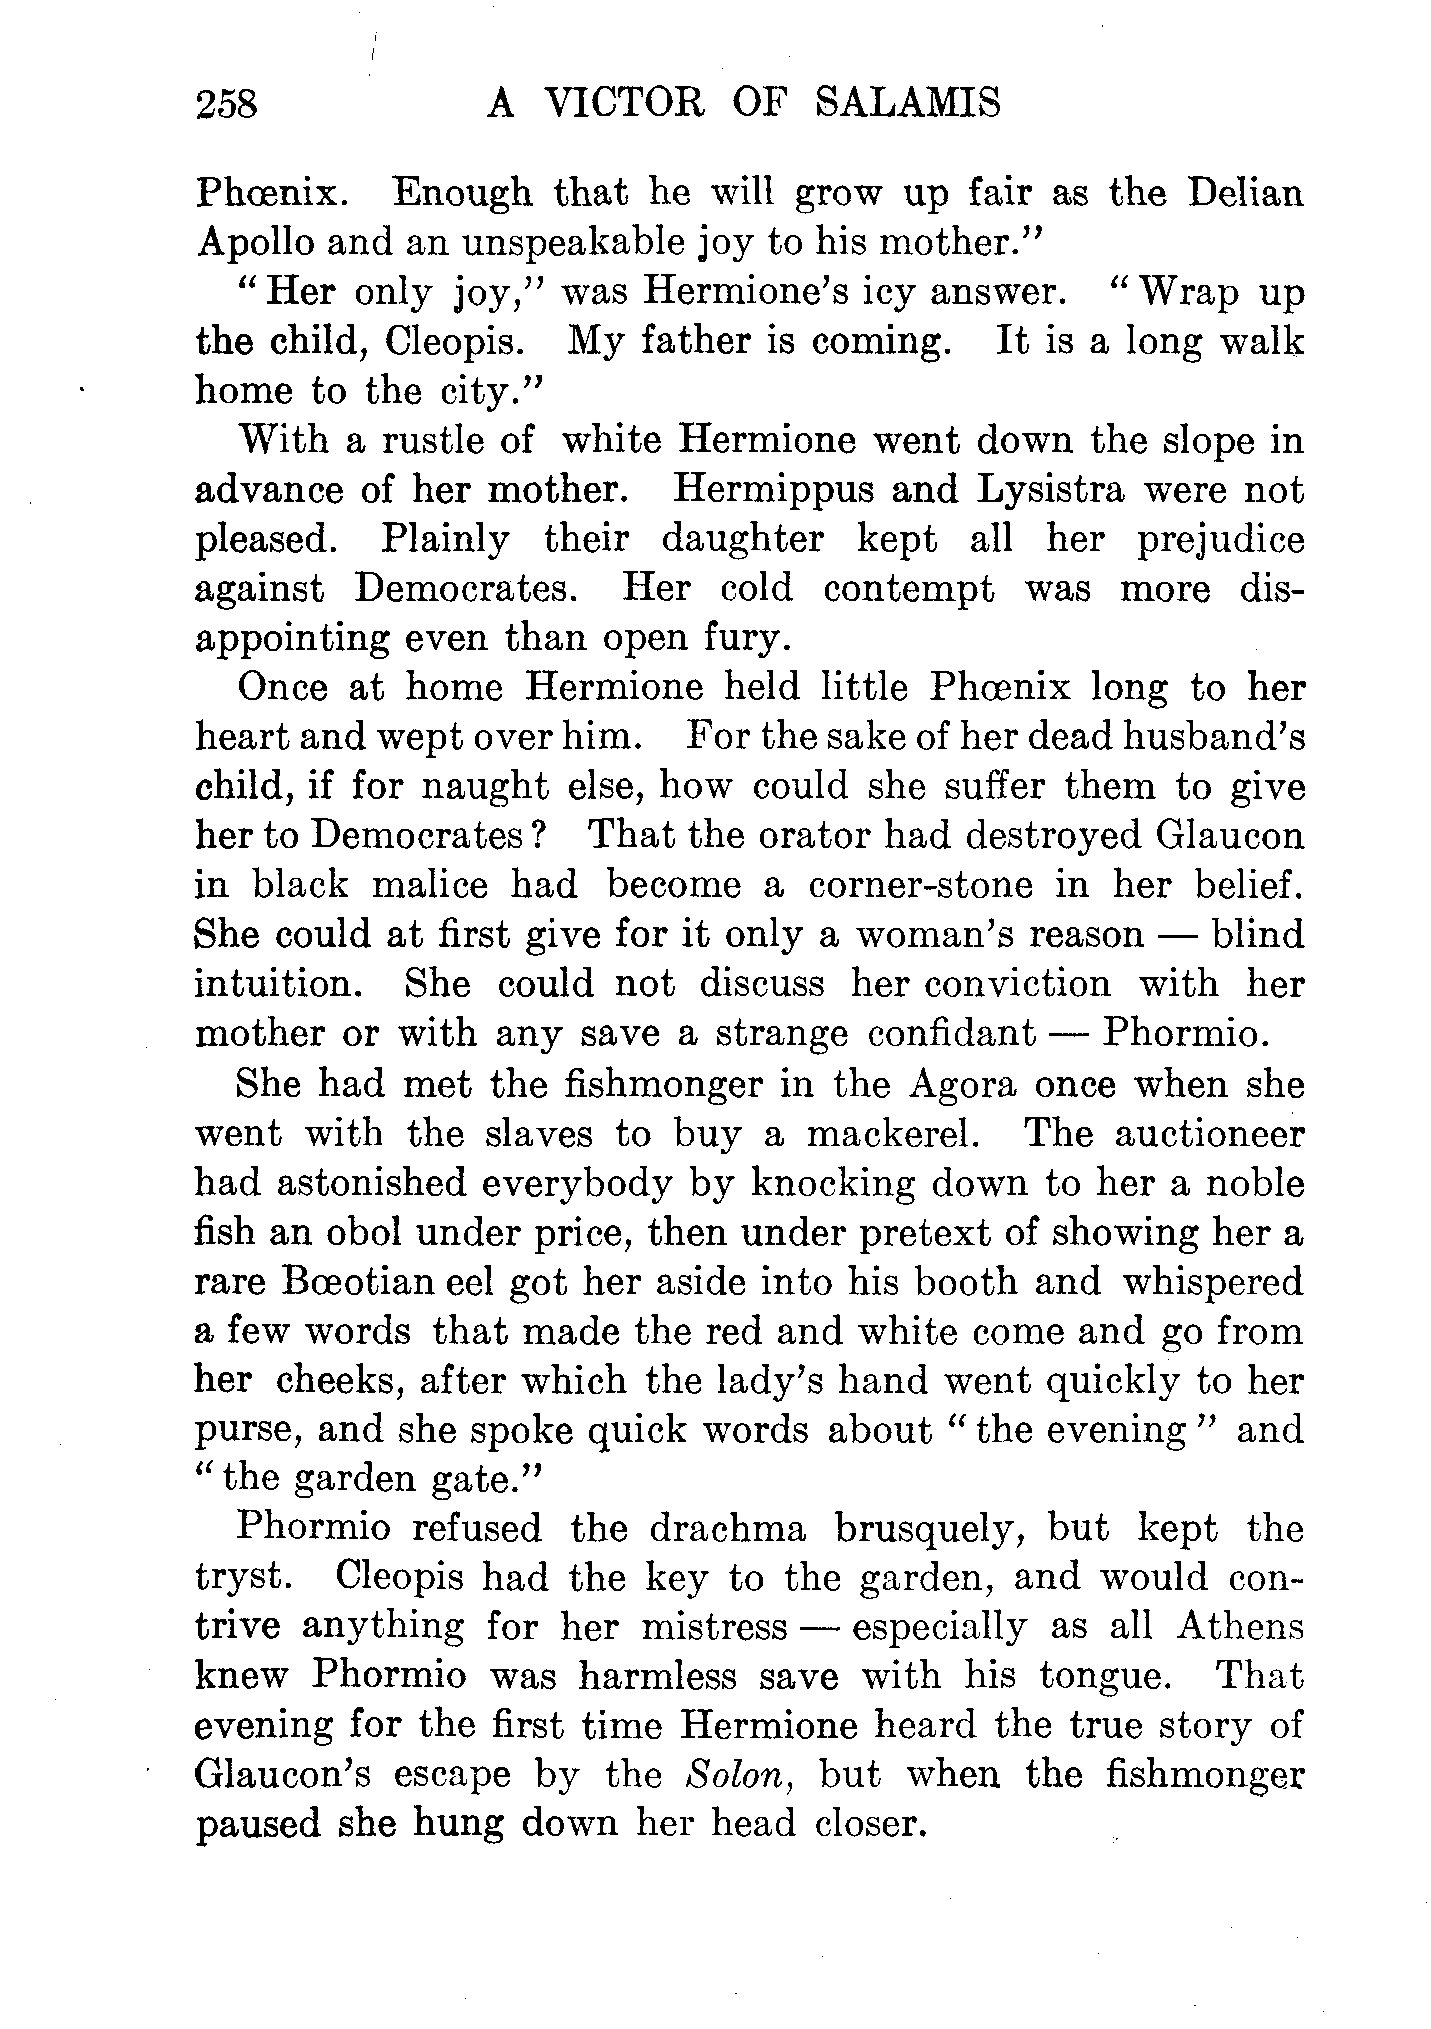 258 A VICTOR OF SALAMIS
Phœnix. Enough that he will grow up fair as the Delian
Apollo and an unspeakable joy to his mother."
"Her only joy," was Hermione's icy answer. "Wrap up
the child, Cleopis. My father is coming. It is a long walk
home to the city."
With a rustle of white Hermione went down the slope in
advance of her mother. Hermippus and Lysistra were not
pleased. Plainly their daughter kept all her prejudice
against Democrates. Her cold contempt was more dis-
appointing even than open fury.
Once at home Hermione held little Phœnix long to her
heart and wept over him. For the sake of her dead husband's
child, if for naught else, how could she suffer them to give
her to Democrates? That the orator had destroyed Glaucon
in black malice had become a corner-stone in her belief.
She could at first give for it only a woman's reason — blind
intuition. She could not discuss her conviction with her
mother or with any save a strange confidant — Phormio.
She had met the fishmonger in the Agora once when she
went with the slaves to buy a mackerel. The auctioneer
had astonished everybody by knocking down to her a noble
fish an obol under price, then under pretext of showing her a
rare Bœotian eel got her aside into his booth and whispered
a few words that made the red and white come and go from
her cheeks, after which the lady's hand went quickly to her
purse, and she spoke quick words about "the evening" and
"the garden gate."
Phormio refused the drachma brusquely, but kept the
tryst. Cleopis had the key to the garden, and would con-
trive anything for her mistress — especially as all Athens
knew Phormio was harmless save with his tongue. That
evening for the first time Hermione heard the true story of
Glaucon's escape by the Solon, but when the fishmonger
paused she hung down her head closer.